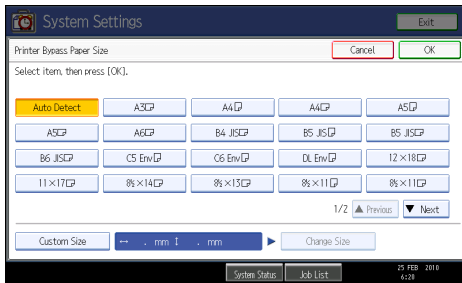 System Settings Exit
Printer Bypass Paper Size Cancel OK
Select item, then press [OK].
Auto Detect A3 A4 A4 A5
A5 A6 B4 JIS B5 JIS B5 JIS
B6 JIS C5 Env C6 Env DL Env 12×18
11×17 8½×14 8½×13 8½×11 8½×11
1/2 ▲ Previous ▼ Next
Custom Size ↔ . mm ↕ . mm ► Change Size
System Status Job List 25 FEB 2010
6:28